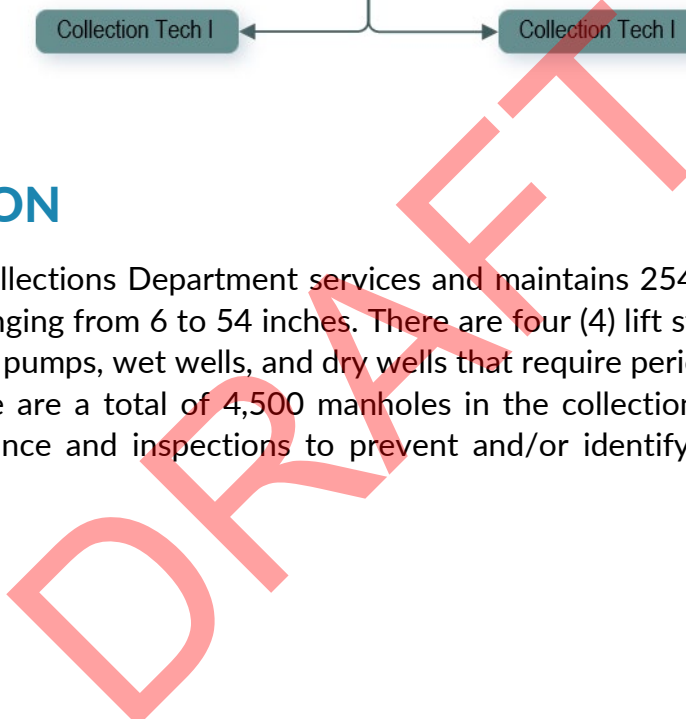 Collection Tech I Collection Tech I
ON
llections Department services and maintains 254
nging from 6 to 54 inches. There are four (4) lift s
pumps, wet wells, and dry wells that require peri
e are a total of 4,500 manholes in the collection
nce and inspections to prevent and/or identify
DRAFT